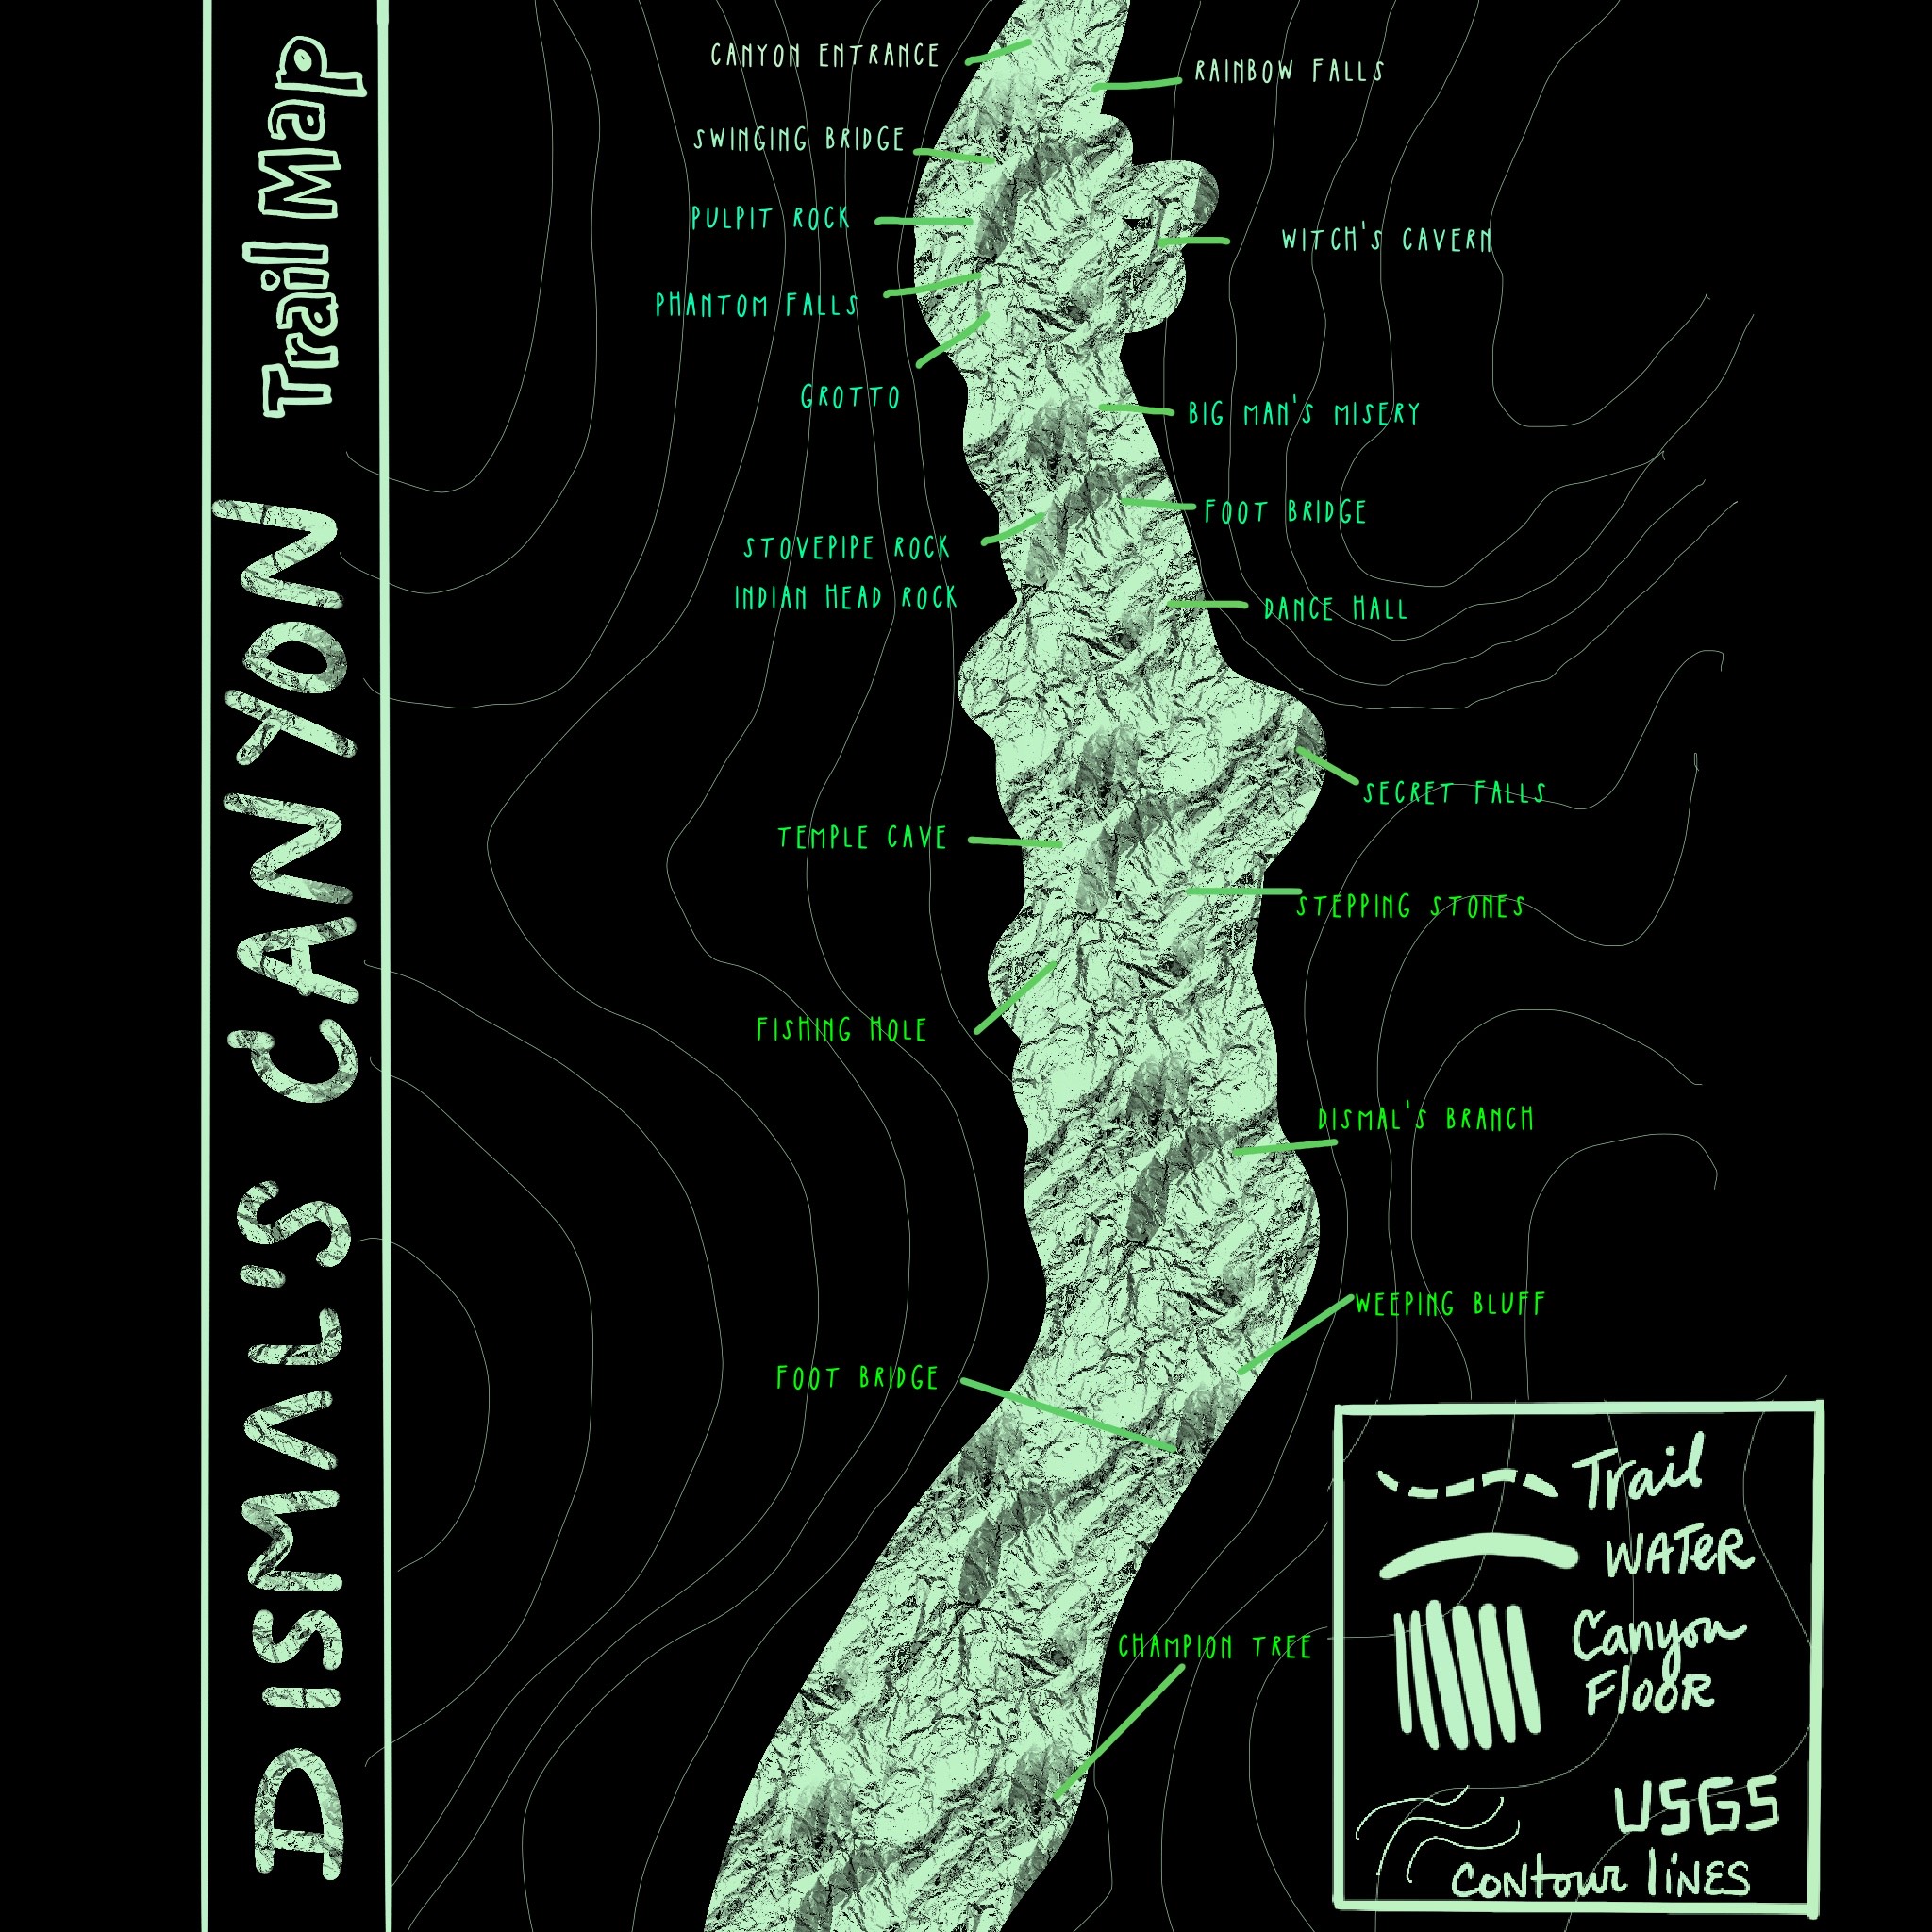 DISMAL'S CANYON Trail Map
CANYON ENTRANCE
RAINBOW FALLS
SWINGING BRIDGE
PULPIT ROCK
WITCH'S CAVERN
PHANTOM FALLS
GROTTO
BIG MAN'S MISERY
FOOT BRIDGE
STOVEPIPE ROCK
INDIAN HEAD ROCK
DANCE HALL
SECRET FALLS
TEMPLE CAVE
STEPPING STONES
FISHING HOLE
DISMAL'S BRANCH
WEEPING BLUFF
FOOT BRIDGE
CHAMPION TREE
Trail
WATeR
Canyon
FlooR
USGS
Contour lines